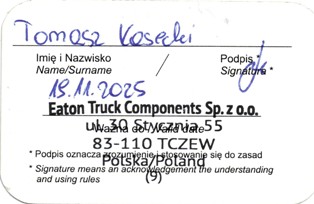 Tomasz Kosecki
Imię i Nazwisko / Podpis *
Name/Surname Signature *
19.11.2025
Eaton Truck Components Sp. z o.o.
ul. 30 Stycznia 55
Ważna do / Valid date
83-110 TCZEW
* Podpis oznacza zrozumienie i stosowanie się do zasad
Polska/Poland
* Signature means an acknowledgement the understanding
and using rules
(9)